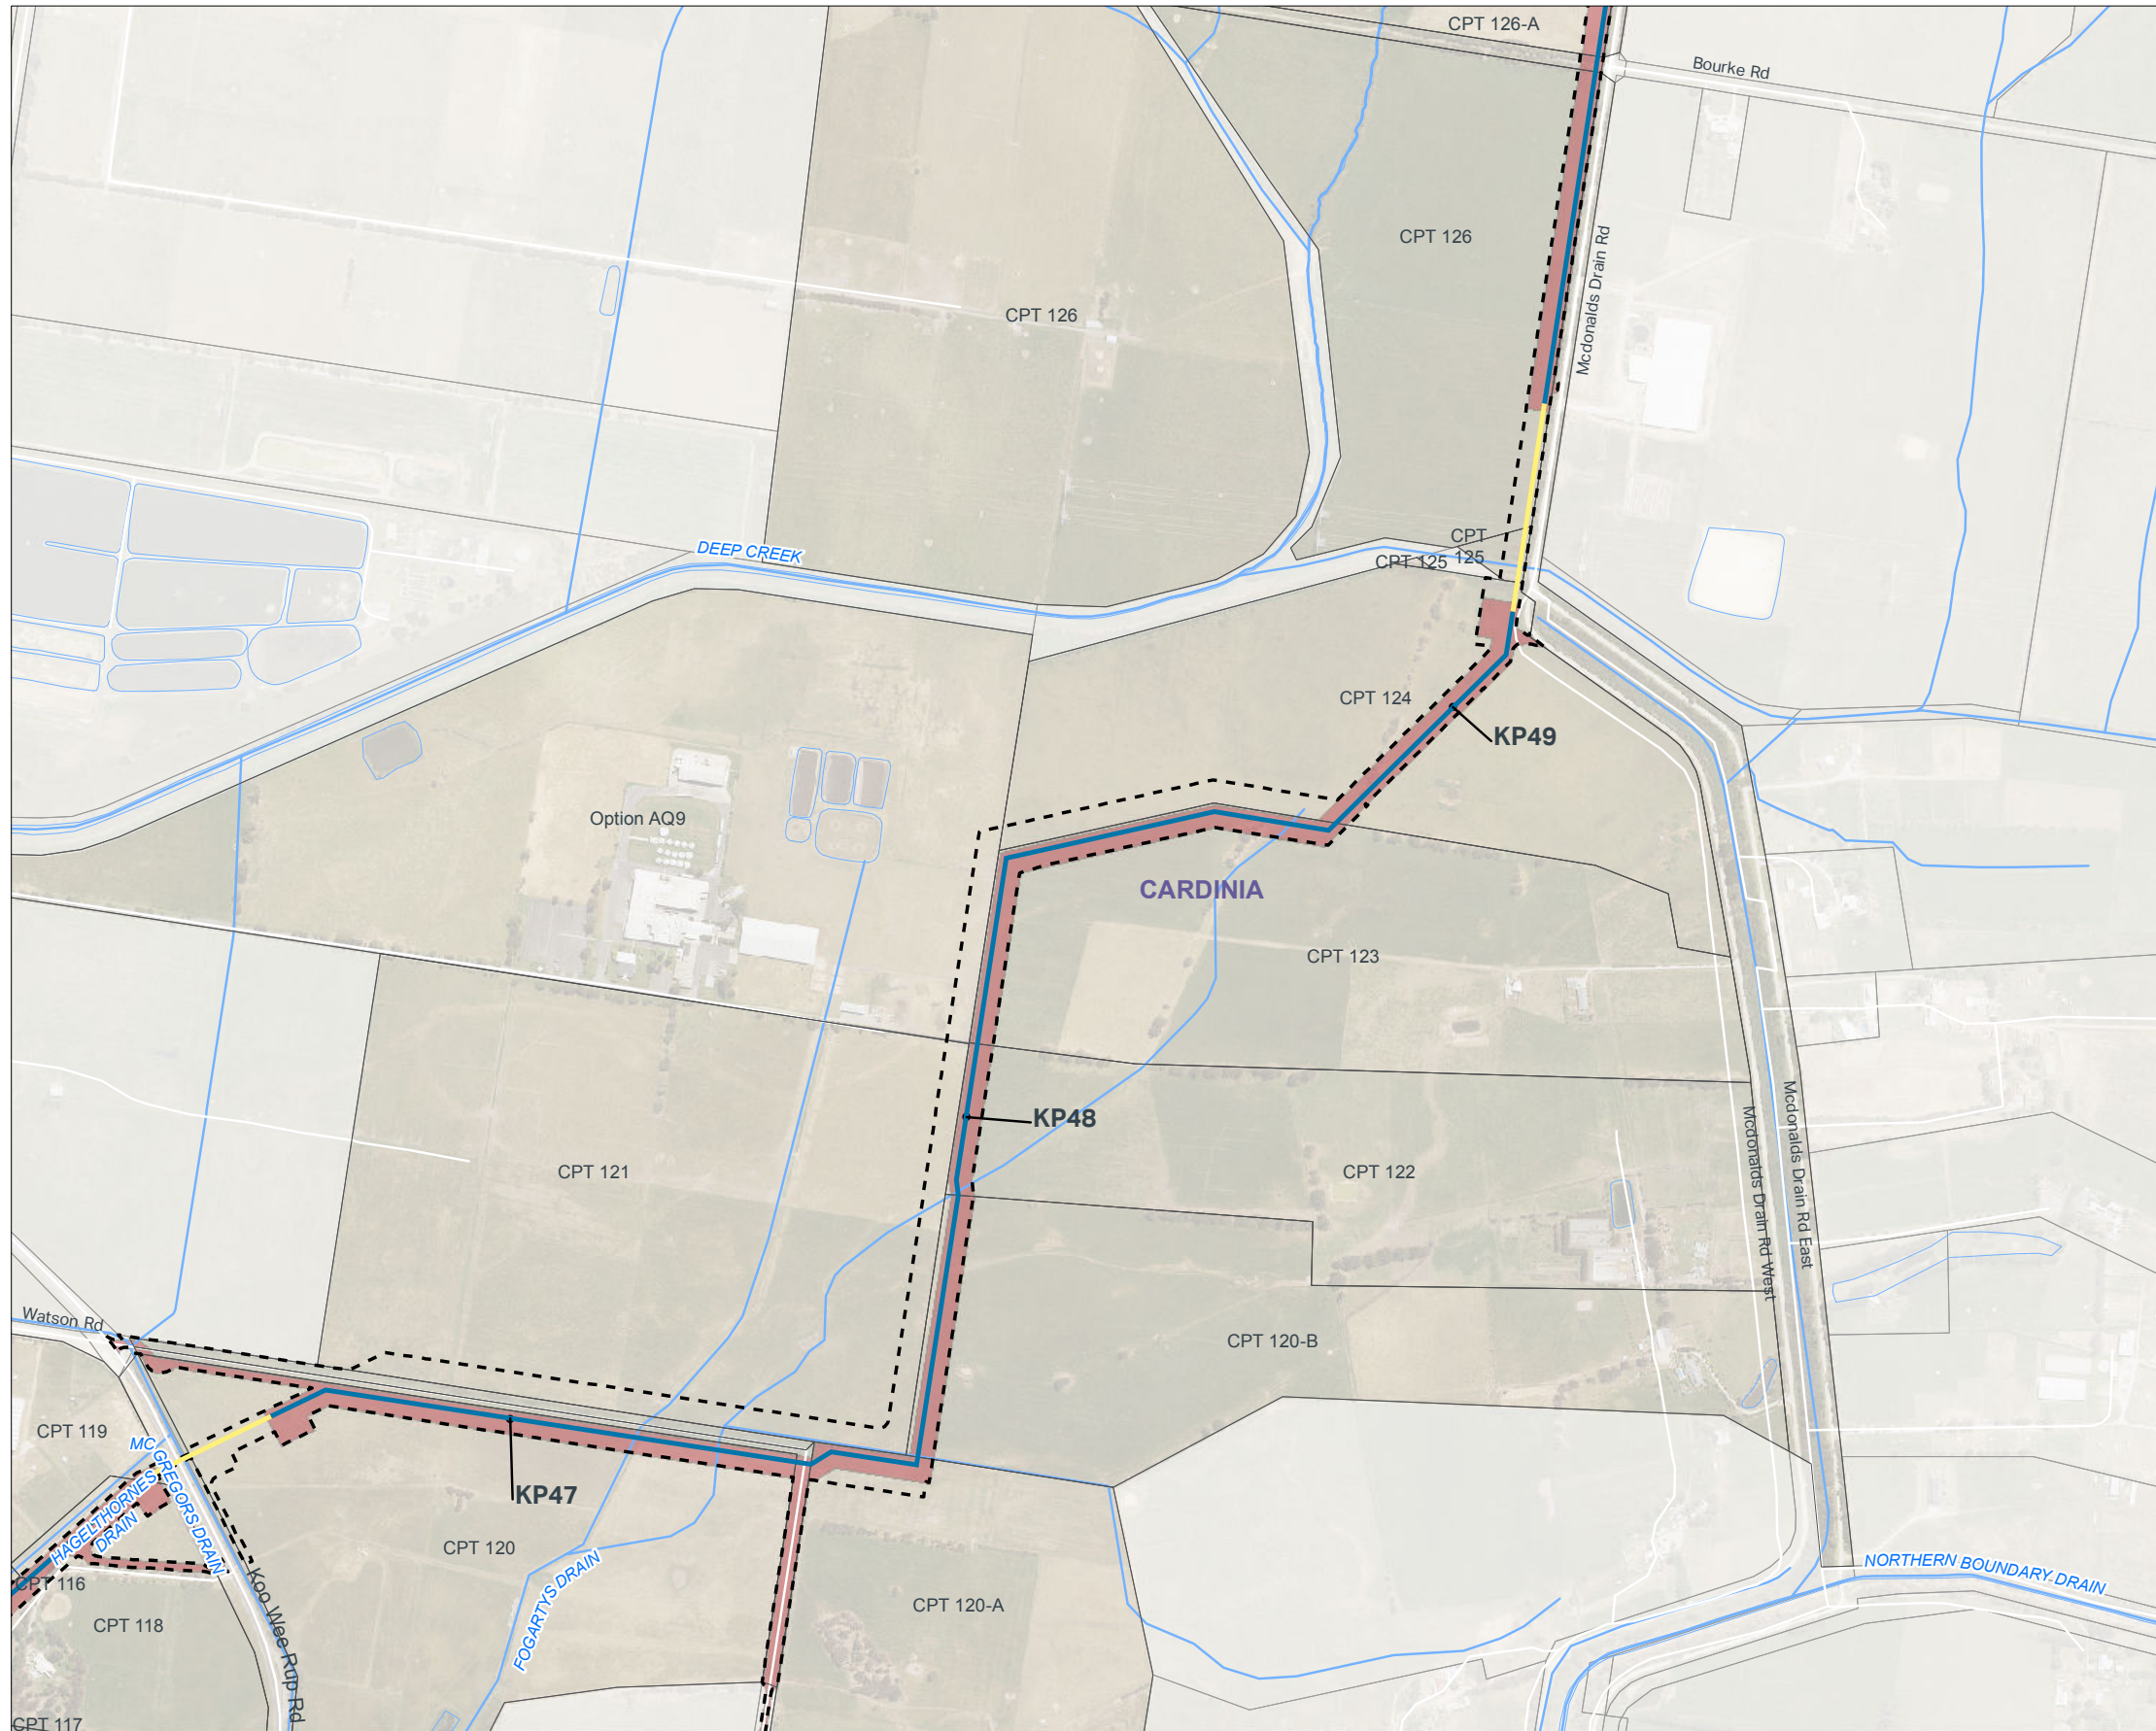 CPT 126-A
Bourke Rd
CPT 126
Mcdonalds Drain Rd
CPT 126
CPT
125
CPT 125
DEEP CREEK
CPT 124
KP49
Option AQ9
CARDINIA
CPT 123
KP48
CPT 121
CPT 122
Mcdonalds Drain Rd West
Mcdonalds Drain Rd East
Watson Rd
CPT 120-B
CPT 119
MC GREGORS DRAIN
HAGELTHORNES
DRAIN
KP47
CPT 120
FOGARTYS DRAIN
NORTHERN BOUNDARY DRAIN
CPT 116
Koo Wee Rup Rd
CPT 120-A
CPT 118
CPT 117